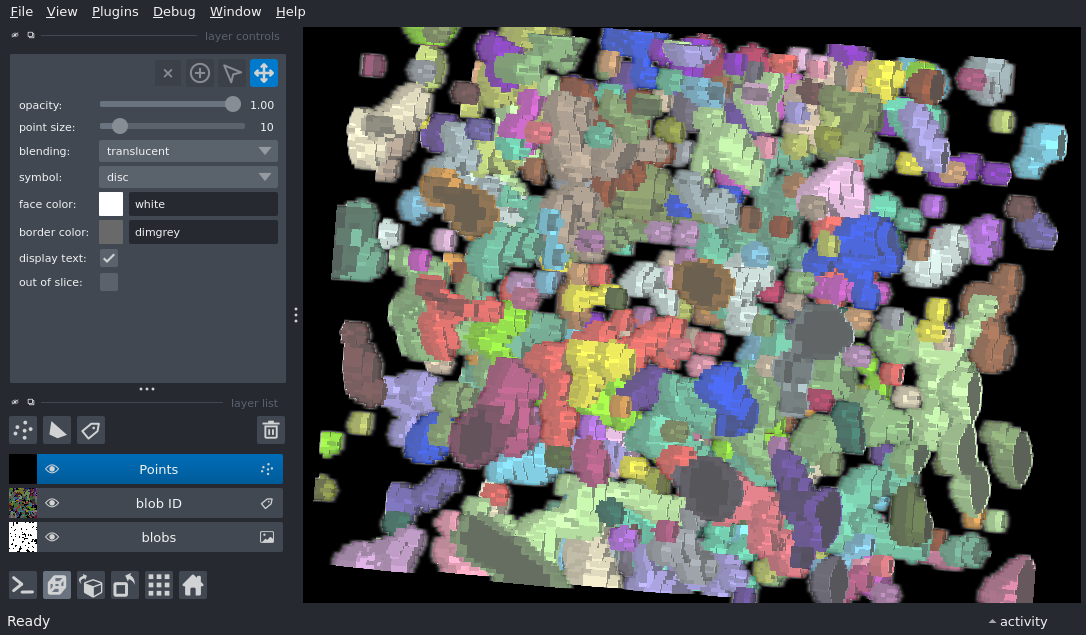 File View Plugins Debug Window Help
layer controls
opacity: 1.00
point size: 10
blending: translucent
symbol: disc
face color: white
border color: dimgrey
display text:
out of slice:
layer list
Points
blob ID
blobs
Ready
activity